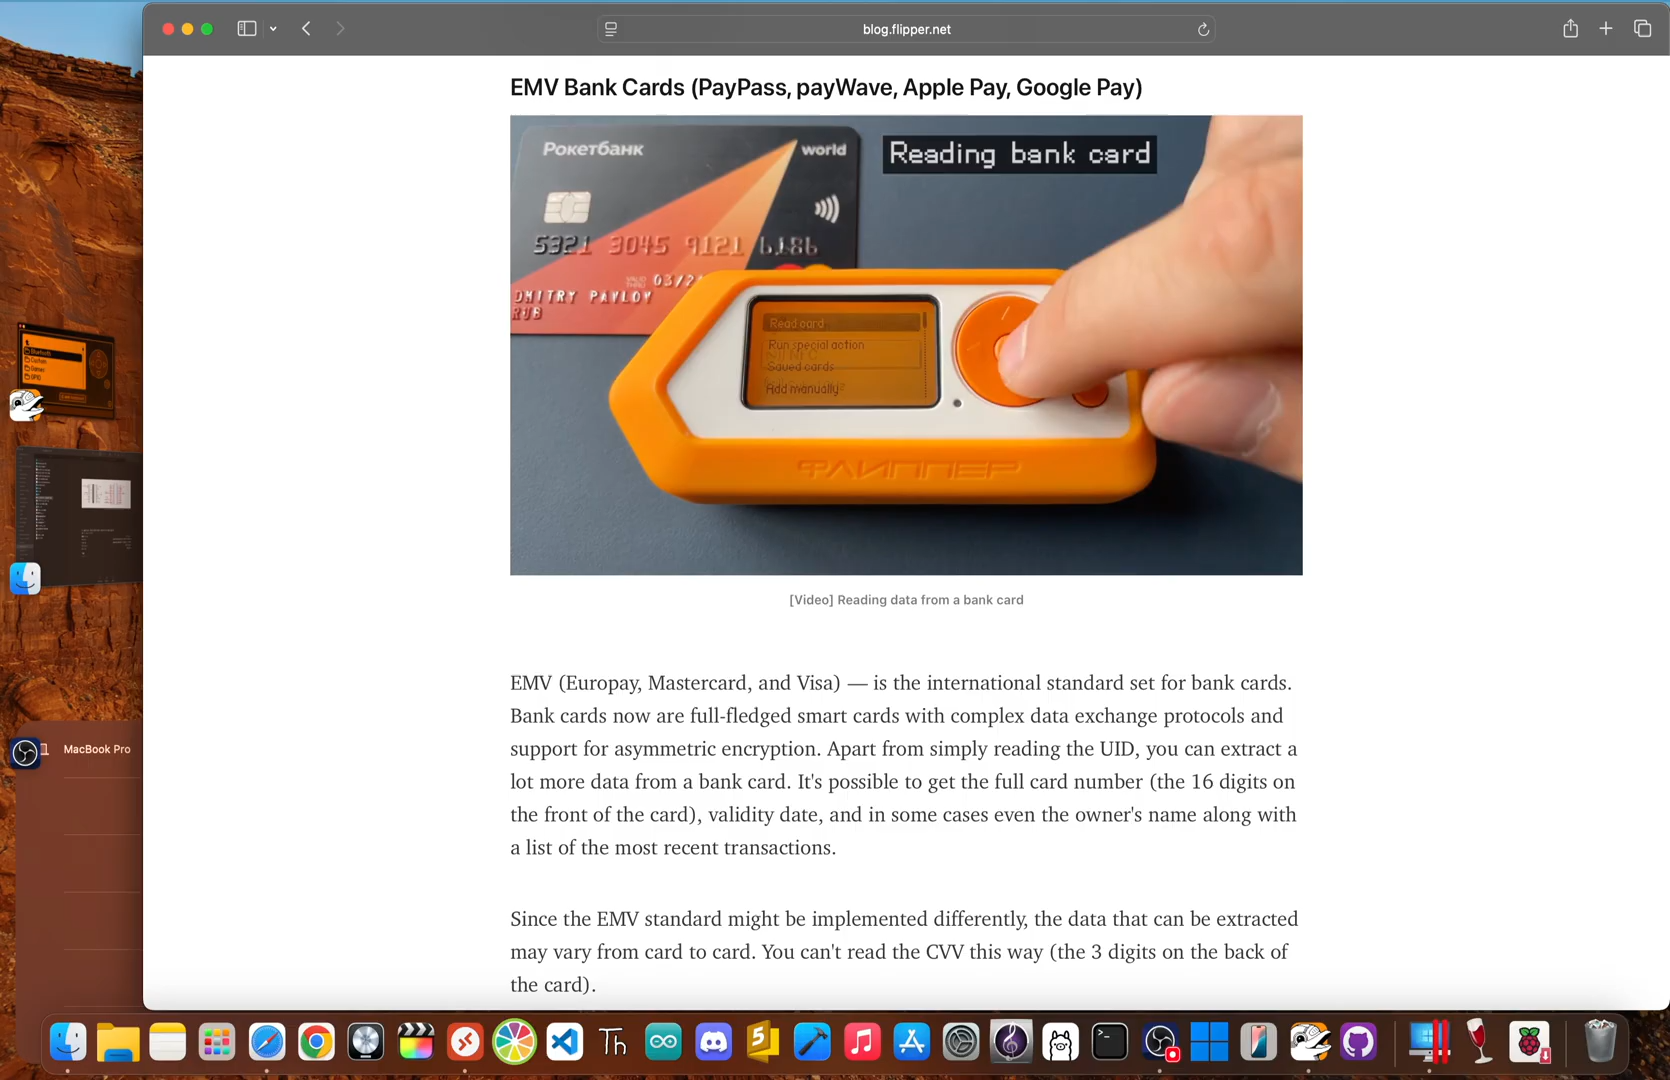 blog.flipper.net
EMV Bank Cards (PayPass, payWave, Apple Pay, Google Pay)
Рокетбанк
world
Reading bank card
5321 3045 9121 6186
VALID THRU 03/2
DMITRY PAVLOV
RUB
Read card
Run special action
Saved cards
Add manually
ФЛИППЕР
[Video] Reading data from a bank card
EMV (Europay, Mastercard, and Visa) — is the international standard set for bank cards.
Bank cards now are full-fledged smart cards with complex data exchange protocols and
support for asymmetric encryption. Apart from simply reading the UID, you can extract a
lot more data from a bank card. It's possible to get the full card number (the 16 digits on
the front of the card), validity date, and in some cases even the owner's name along with
a list of the most recent transactions.
Since the EMV standard might be implemented differently, the data that can be extracted
may vary from card to card. You can't read the CVV this way (the 3 digits on the back of
the card).
MacBook Pro
Th
5